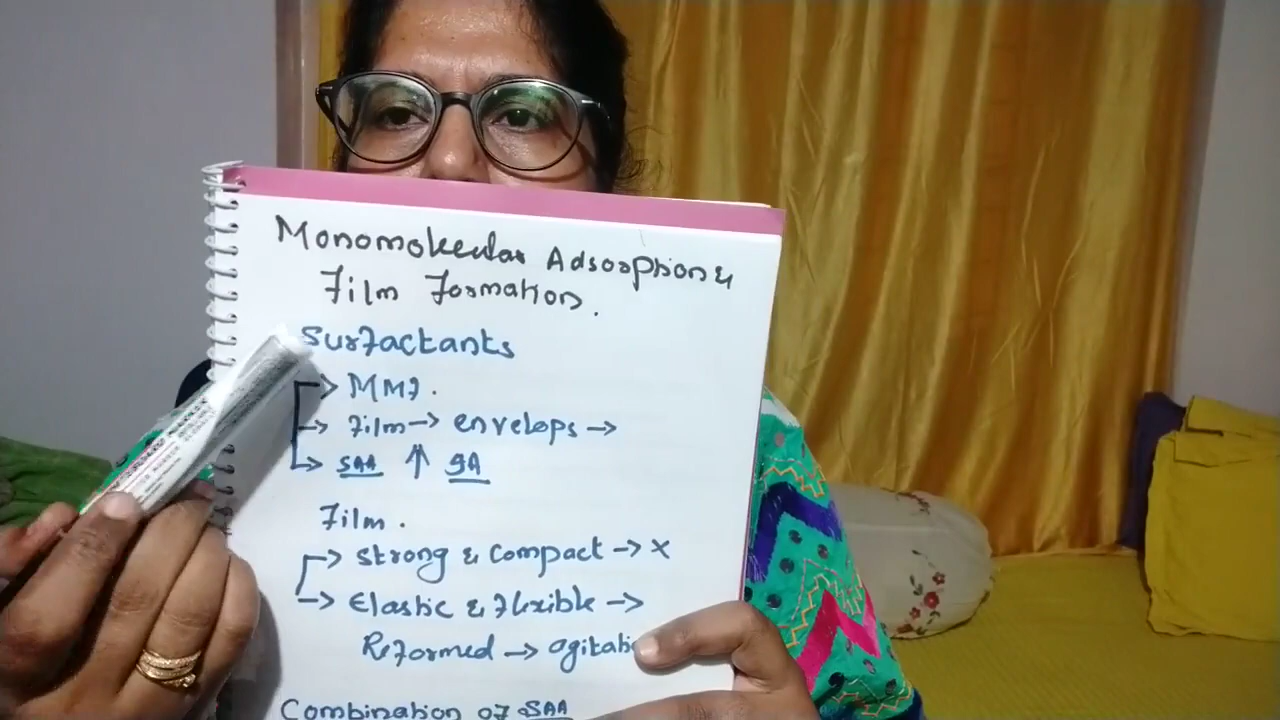 Monomolecular Adsorption &
Film Formation.
Surfactants
→ MMF.
→ Film → envelops →
→ SAA ↑ IA
Film.
→ Strong & Compact → x
→ Elastic & Flexible →
Reformed → agitati
Combination of SAA